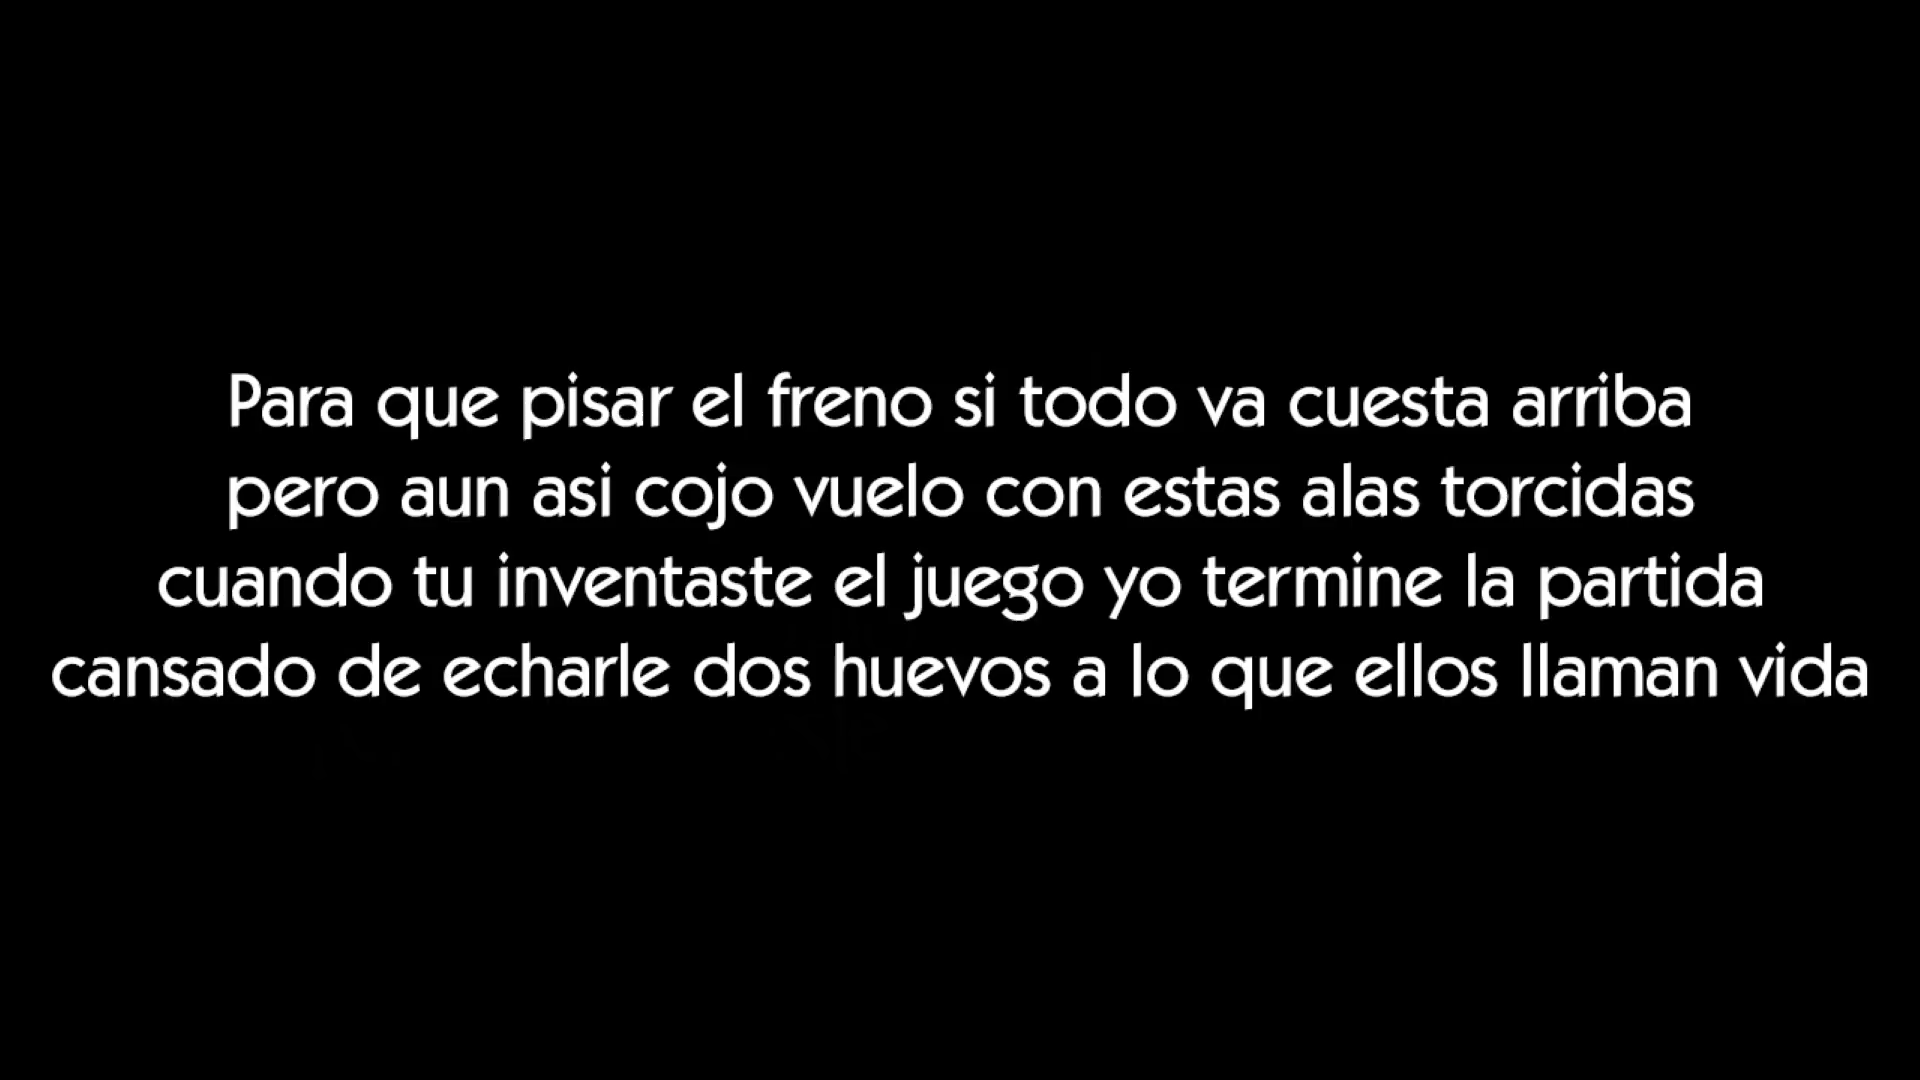 Para que pisar el freno si todo va cuesta arriba
pero aun asi cojo vuelo con estas alas torcidas
cuando tu inventaste el juego yo termine la partida
cansado de echarle dos huevos a lo que ellos llaman vida